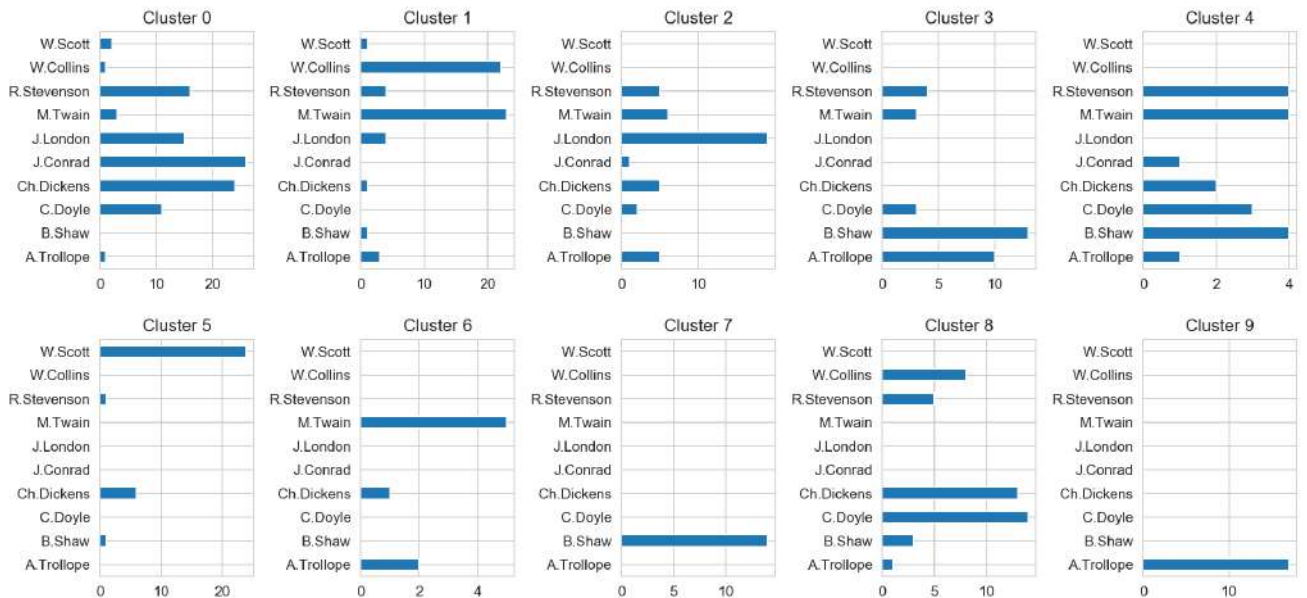 Cluster 0
W.Scott
W.Collins
R.Stevenson
M.Twain
J.London
J.Conrad
Ch.Dickens
C.Doyle
B.Shaw
A.Trollope
0 10 20
Cluster 1
W.Scott
W.Collins
R.Stevenson
M.Twain
J.London
J.Conrad
Ch.Dickens
C.Doyle
B.Shaw
A.Trollope
0 10 20
Cluster 2
W.Scott
W.Collins
R.Stevenson
M.Twain
J.London
J.Conrad
Ch.Dickens
C.Doyle
B.Shaw
A.Trollope
0 10
Cluster 3
W.Scott
W.Collins
R.Stevenson
M.Twain
J.London
J.Conrad
Ch.Dickens
C.Doyle
B.Shaw
A.Trollope
0 5 10
Cluster 4
W.Scott
W.Collins
R.Stevenson
M.Twain
J.London
J.Conrad
Ch.Dickens
C.Doyle
B.Shaw
A.Trollope
0 2 4
Cluster 5
W.Scott
W.Collins
R.Stevenson
M.Twain
J.London
J.Conrad
Ch.Dickens
C.Doyle
B.Shaw
A.Trollope
0 10 20
Cluster 6
W.Scott
W.Collins
R.Stevenson
M.Twain
J.London
J.Conrad
Ch.Dickens
C.Doyle
B.Shaw
A.Trollope
0 2 4
Cluster 7
W.Scott
W.Collins
R.Stevenson
M.Twain
J.London
J.Conrad
Ch.Dickens
C.Doyle
B.Shaw
A.Trollope
0 5 10
Cluster 8
W.Scott
W.Collins
R.Stevenson
M.Twain
J.London
J.Conrad
Ch.Dickens
C.Doyle
B.Shaw
A.Trollope
0 5 10
Cluster 9
W.Scott
W.Collins
R.Stevenson
M.Twain
J.London
J.Conrad
Ch.Dickens
C.Doyle
B.Shaw
A.Trollope
0 10